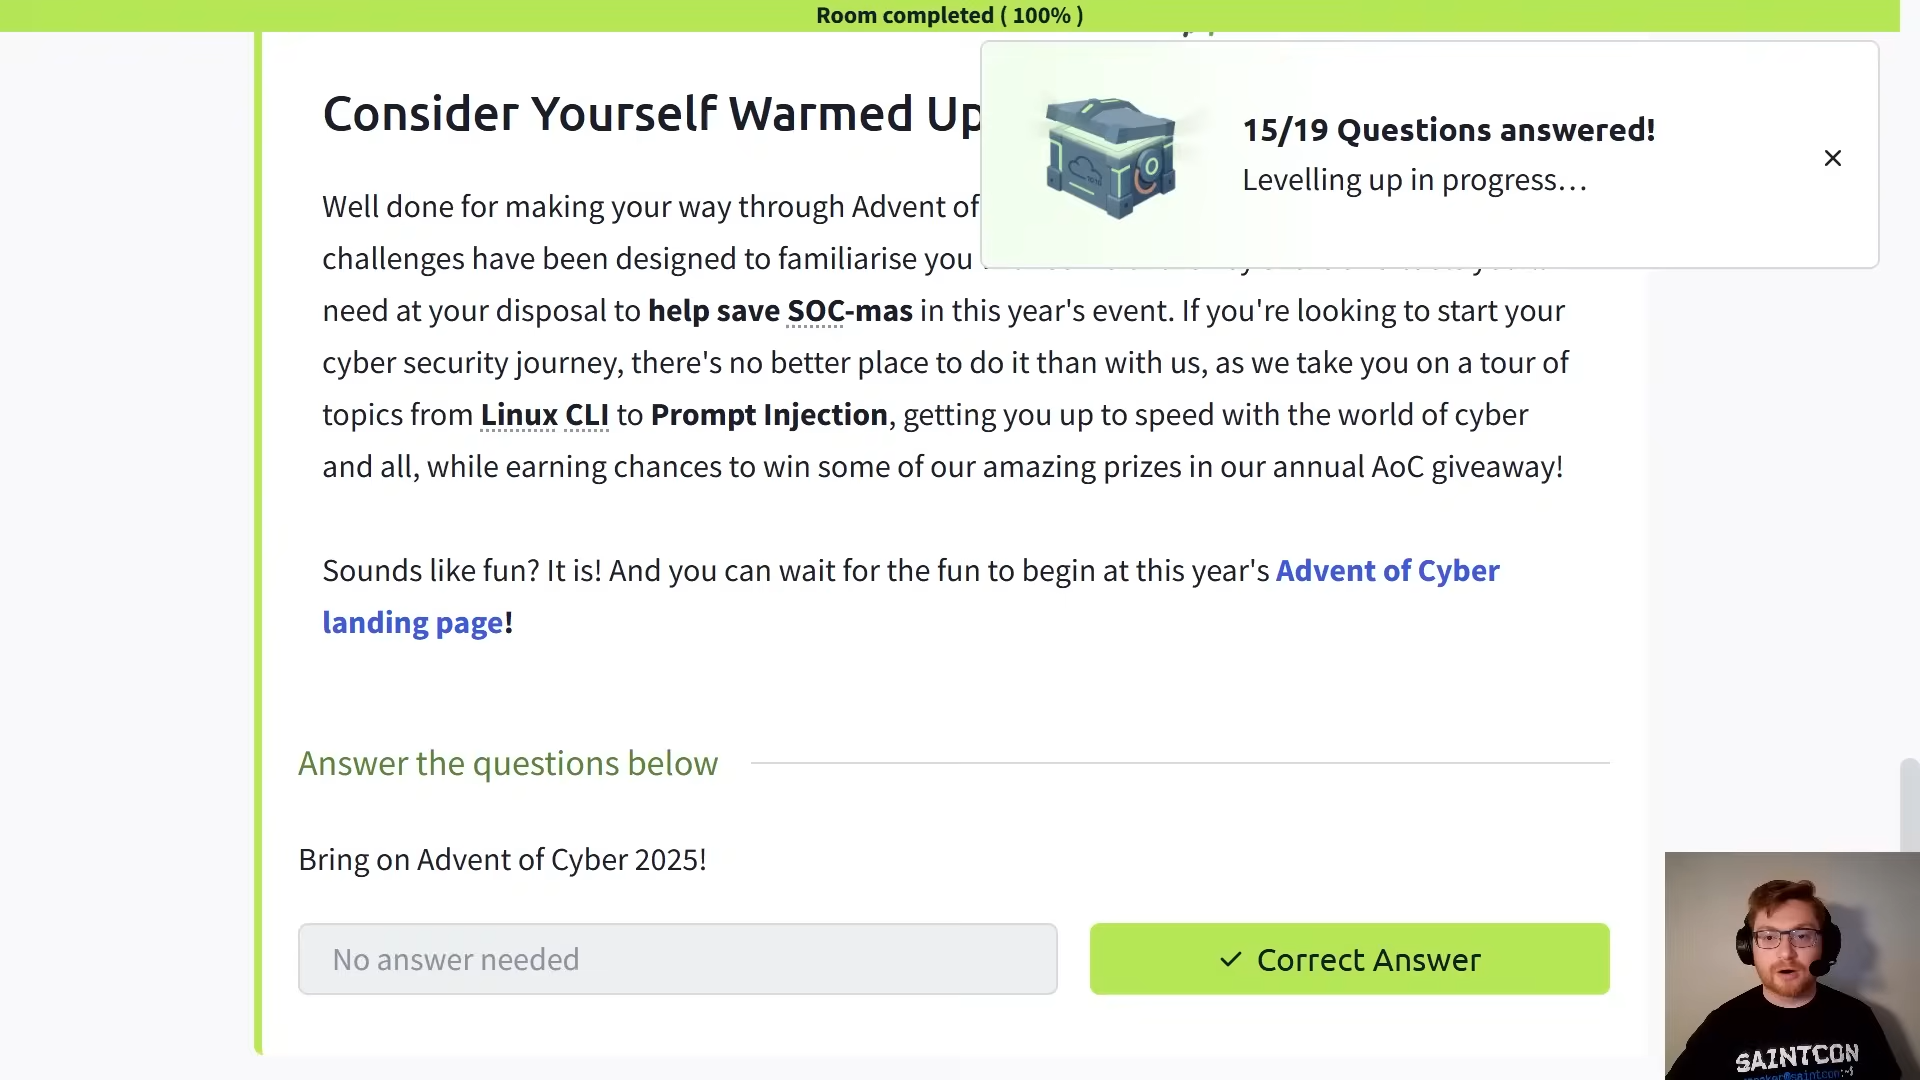 Room completed ( 100% )
Consider Yourself Warmed Up
15/19 Questions answered!
Levelling up in progress...
Well done for making your way through Advent of
challenges have been designed to familiarise you
need at your disposal to help save SOC-mas in this year's event. If you're looking to start your
cyber security journey, there's no better place to do it than with us, as we take you on a tour of
topics from Linux CLI to Prompt Injection, getting you up to speed with the world of cyber
and all, while earning chances to win some of our amazing prizes in our annual AoC giveaway!
Sounds like fun? It is! And you can wait for the fun to begin at this year's Advent of Cyber
landing page!
Answer the questions below
Bring on Advent of Cyber 2025!
No answer needed
Correct Answer
SAINTCON